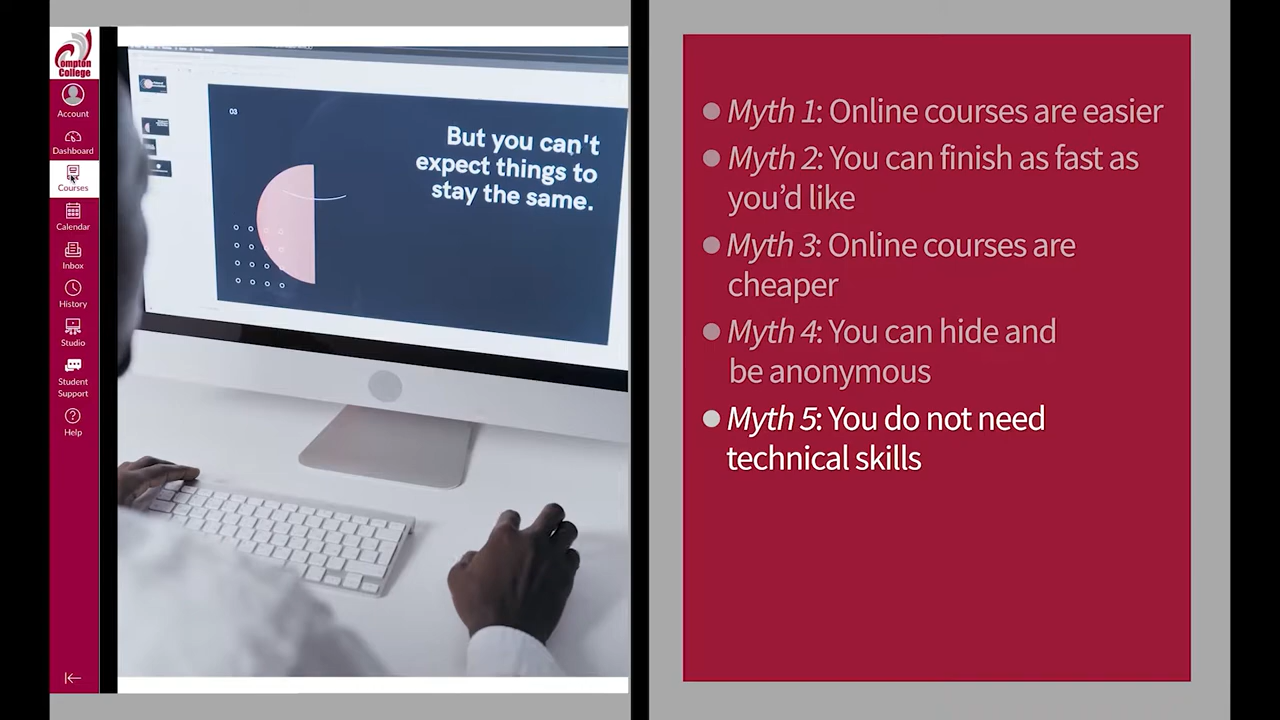 Compton
College
Account
Dashboard
Courses
Calendar
Inbox
History
Studio
Student
Support
Help
03
But you can't
expect things to
stay the same.
Myth 1: Online courses are easier
Myth 2: You can finish as fast as
you’d like
Myth 3: Online courses are
cheaper
Myth 4: You can hide and
be anonymous
Myth 5: You do not need
technical skills